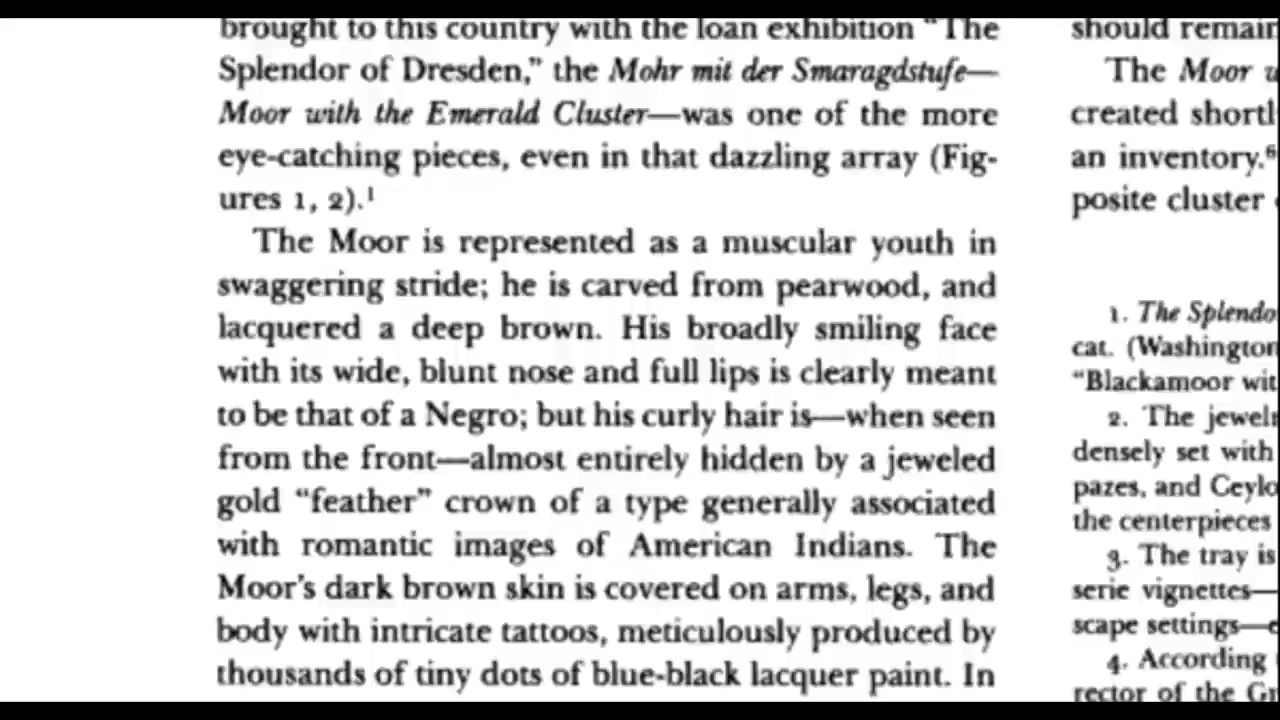 brought to this country with the loan exhibition "The
Splendor of Dresden," the Mohr mit der Smaragdstufe—
Moor with the Emerald Cluster—was one of the more
eye-catching pieces, even in that dazzling array (Fig-
ures 1, 2).¹
The Moor is represented as a muscular youth in
swaggering stride; he is carved from pearwood, and
lacquered a deep brown. His broadly smiling face
with its wide, blunt nose and full lips is clearly meant
to be that of a Negro; but his curly hair is—when seen
from the front—almost entirely hidden by a jeweled
gold "feather" crown of a type generally associated
with romantic images of American Indians. The
Moor's dark brown skin is covered on arms, legs, and
body with intricate tattoos, meticulously produced by
thousands of tiny dots of blue-black lacquer paint. In
should remain
The Moor
created shortl
an inventory.⁶
posite cluster
1. The Splendo
cat. (Washington
"Blackamoor wit
2. The jewelr
densely set with
pazes, and Ceylo
the centerpieces
3. The tray is
serie vignettes—
scape settings—
4. According
rector of the Gr